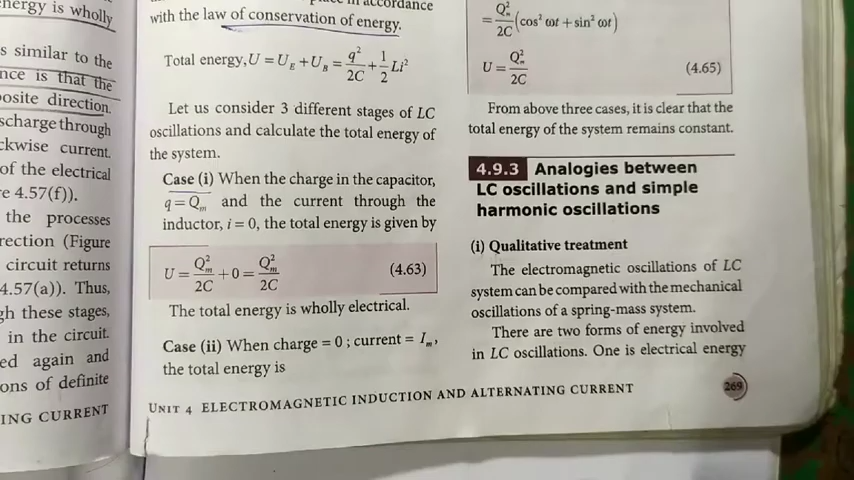 nergy is wholly
s similar to the
nce is that the
posite direction.
scharge through
ckwise current.
of the electrical
e 4.57(f)).
the processes
rection (Figure
circuit returns
4.57(a)). Thus,
gh these stages,
in the circuit.
ed again and
ons of definite
ING CURRENT
in accordance
with the law of conservation of energy.
Total energy, U = U_E + U_B = q²/2C + 1/2 Li²
Let us consider 3 different stages of LC
oscillations and calculate the total energy of
the system.
Case (i) When the charge in the capacitor,
q = Q_m and the current through the
inductor, i = 0, the total energy is given by
U = Q_m²/2C + 0 = Q_m²/2C (4.63)
The total energy is wholly electrical.
Case (ii) When charge = 0 ; current = I_m,
the total energy is
= Q_m²/2C (cos² ωt + sin² ωt)
U = Q_m²/2C (4.65)
From above three cases, it is clear that the
total energy of the system remains constant.
4.9.3 Analogies between
LC oscillations and simple
harmonic oscillations
(i) Qualitative treatment
The electromagnetic oscillations of LC
system can be compared with the mechanical
oscillations of a spring-mass system.
There are two forms of energy involved
in LC oscillations. One is electrical energy
UNIT 4 ELECTROMAGNETIC INDUCTION AND ALTERNATING CURRENT
269